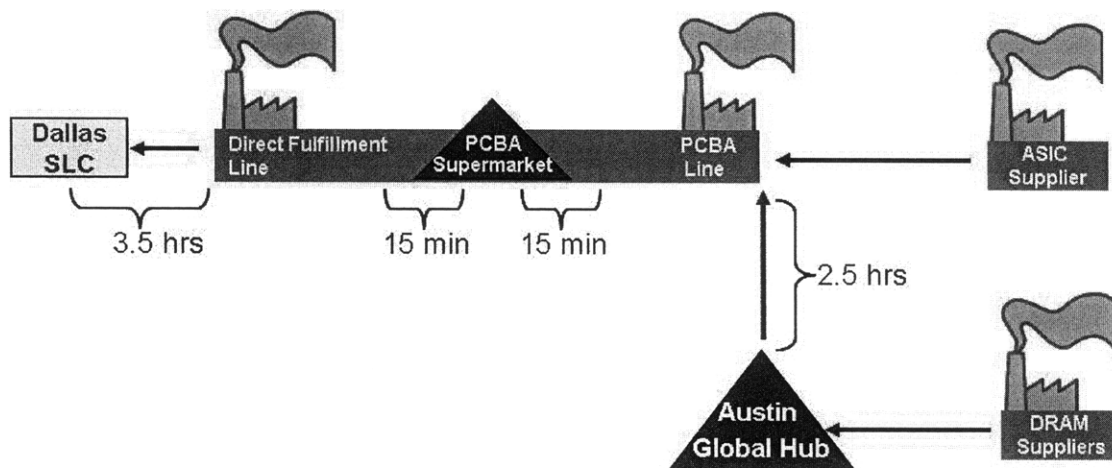 Dallas
SLC
Direct Fulfillment
Line
PCBA
Supermarket
PCBA
Line
ASIC
Supplier
3.5 hrs
15 min
15 min
2.5 hrs
Austin
Global Hub
DRAM
Suppliers